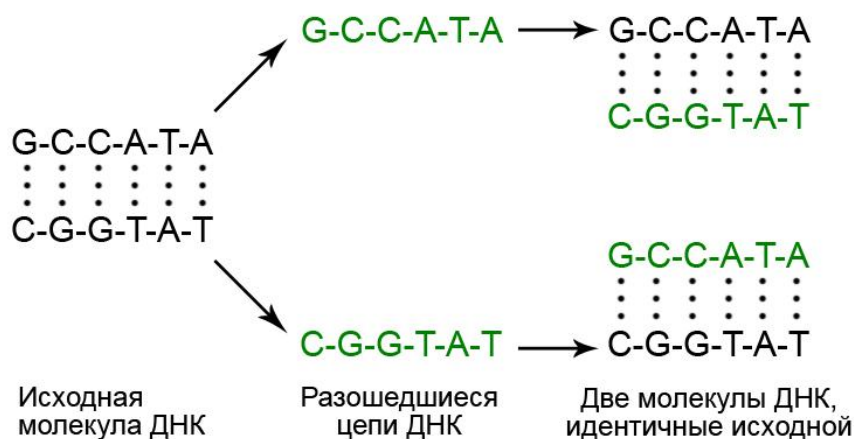 G-C-C-A-T-A
G-C-C-A-T-A
C-G-G-T-A-T
G-C-C-A-T-A
C-G-G-T-A-T
G-C-C-A-T-A
C-G-G-T-A-T
C-G-G-T-A-T
Исходная
молекула ДНК
Разошедшиеся
цепи ДНК
Две молекулы ДНК,
идентичные исходной